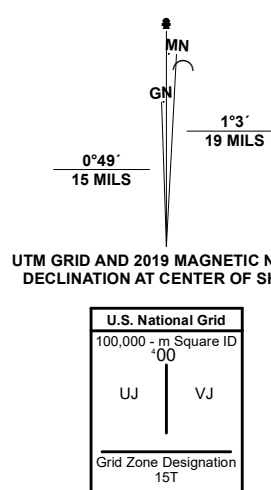 MN
GN
1°3´
19 MILS
0°49´
15 MILS
UTM GRID AND 2019 MAGNETIC N
DECLINATION AT CENTER OF SH
U.S. National Grid
100,000 - m Square ID
⁴00
UJ VJ
Grid Zone Designation
15T